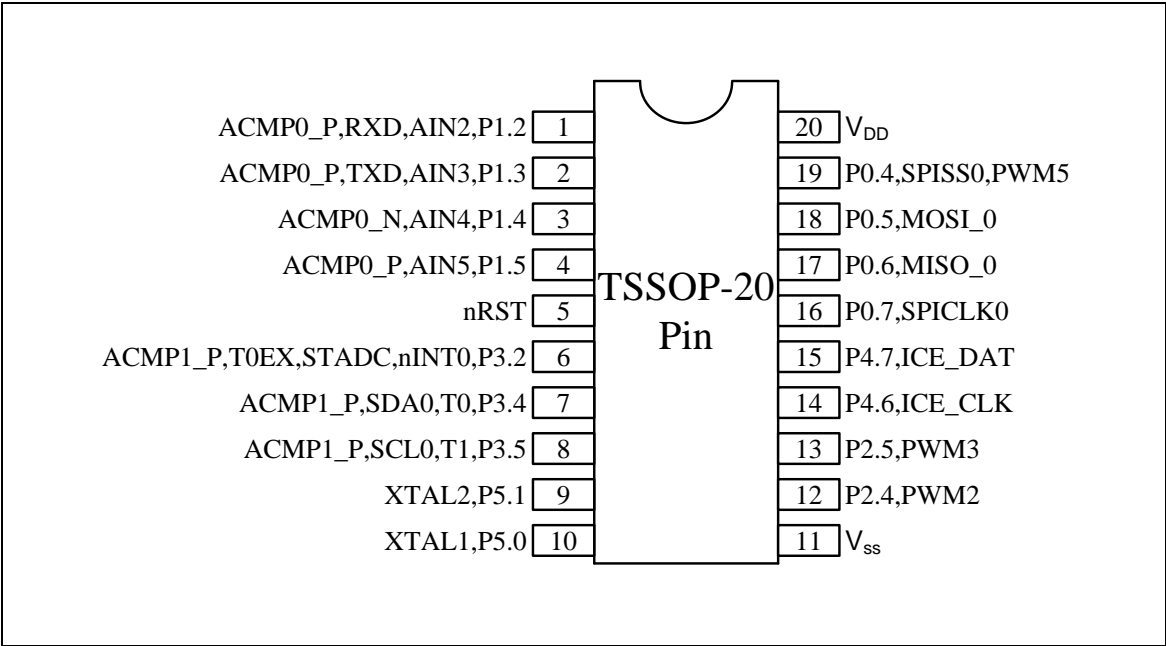 ACMP0_P,RXD,AIN2,P1.2 1
ACMP0_P,TXD,AIN3,P1.3 2
ACMP0_N,AIN4,P1.4 3
ACMP0_P,AIN5,P1.5 4
nRST 5
ACMP1_P,T0EX,STADC,nINT0,P3.2 6
ACMP1_P,SDA0,T0,P3.4 7
ACMP1_P,SCL0,T1,P3.5 8
XTAL2,P5.1 9
XTAL1,P5.0 10
TSSOP-20
Pin
20 VDD
19 P0.4,SPISS0,PWM5
18 P0.5,MOSI_0
17 P0.6,MISO_0
16 P0.7,SPICLK0
15 P4.7,ICE_DAT
14 P4.6,ICE_CLK
13 P2.5,PWM3
12 P2.4,PWM2
11 Vss